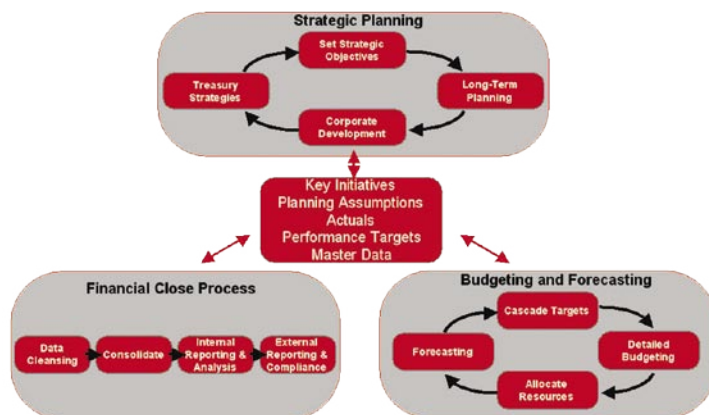 Strategic Planning
Set Strategic
Objectives
Treasury
Strategies
Long-Term
Planning
Corporate
Development
Key Initiatives
Planning Assumptions
Actuals
Performance Targets
Master Data
Financial Close Process
Data
Cleansing
Consolidate
Internal
Reporting &
Analysis
External
Reporting &
Compliance
Budgeting and Forecasting
Cascade Targets
Forecasting
Detailed
Budgeting
Allocate
Resources